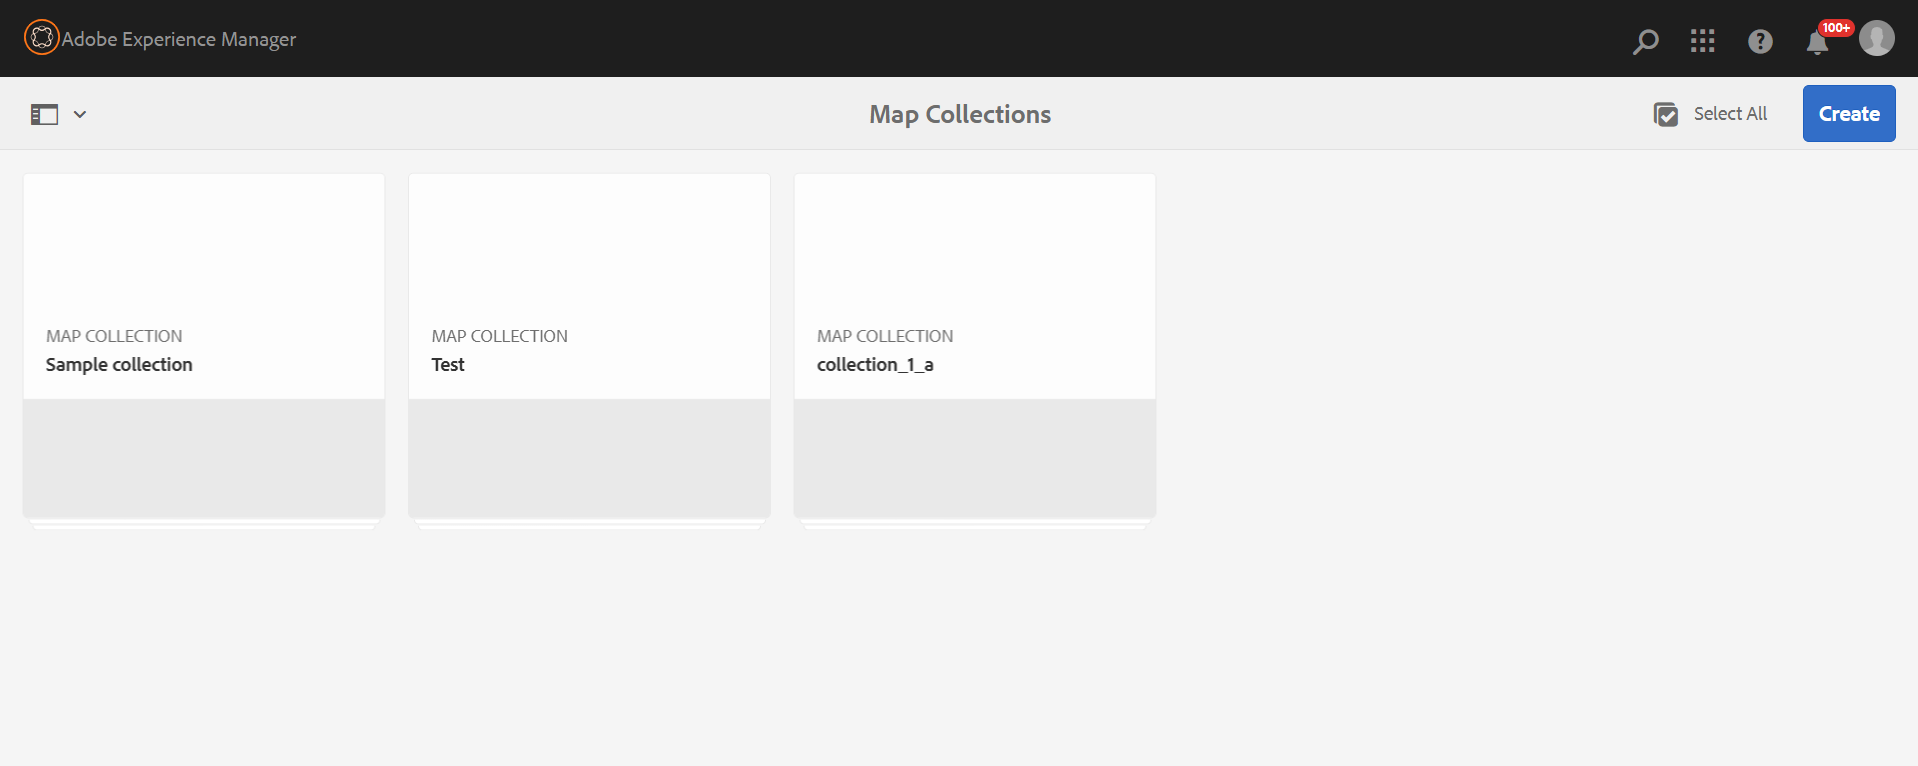 Adobe Experience Manager
100+
Map Collections
Select All
Create
MAP COLLECTION
Sample collection
MAP COLLECTION
Test
MAP COLLECTION
collection_1_a